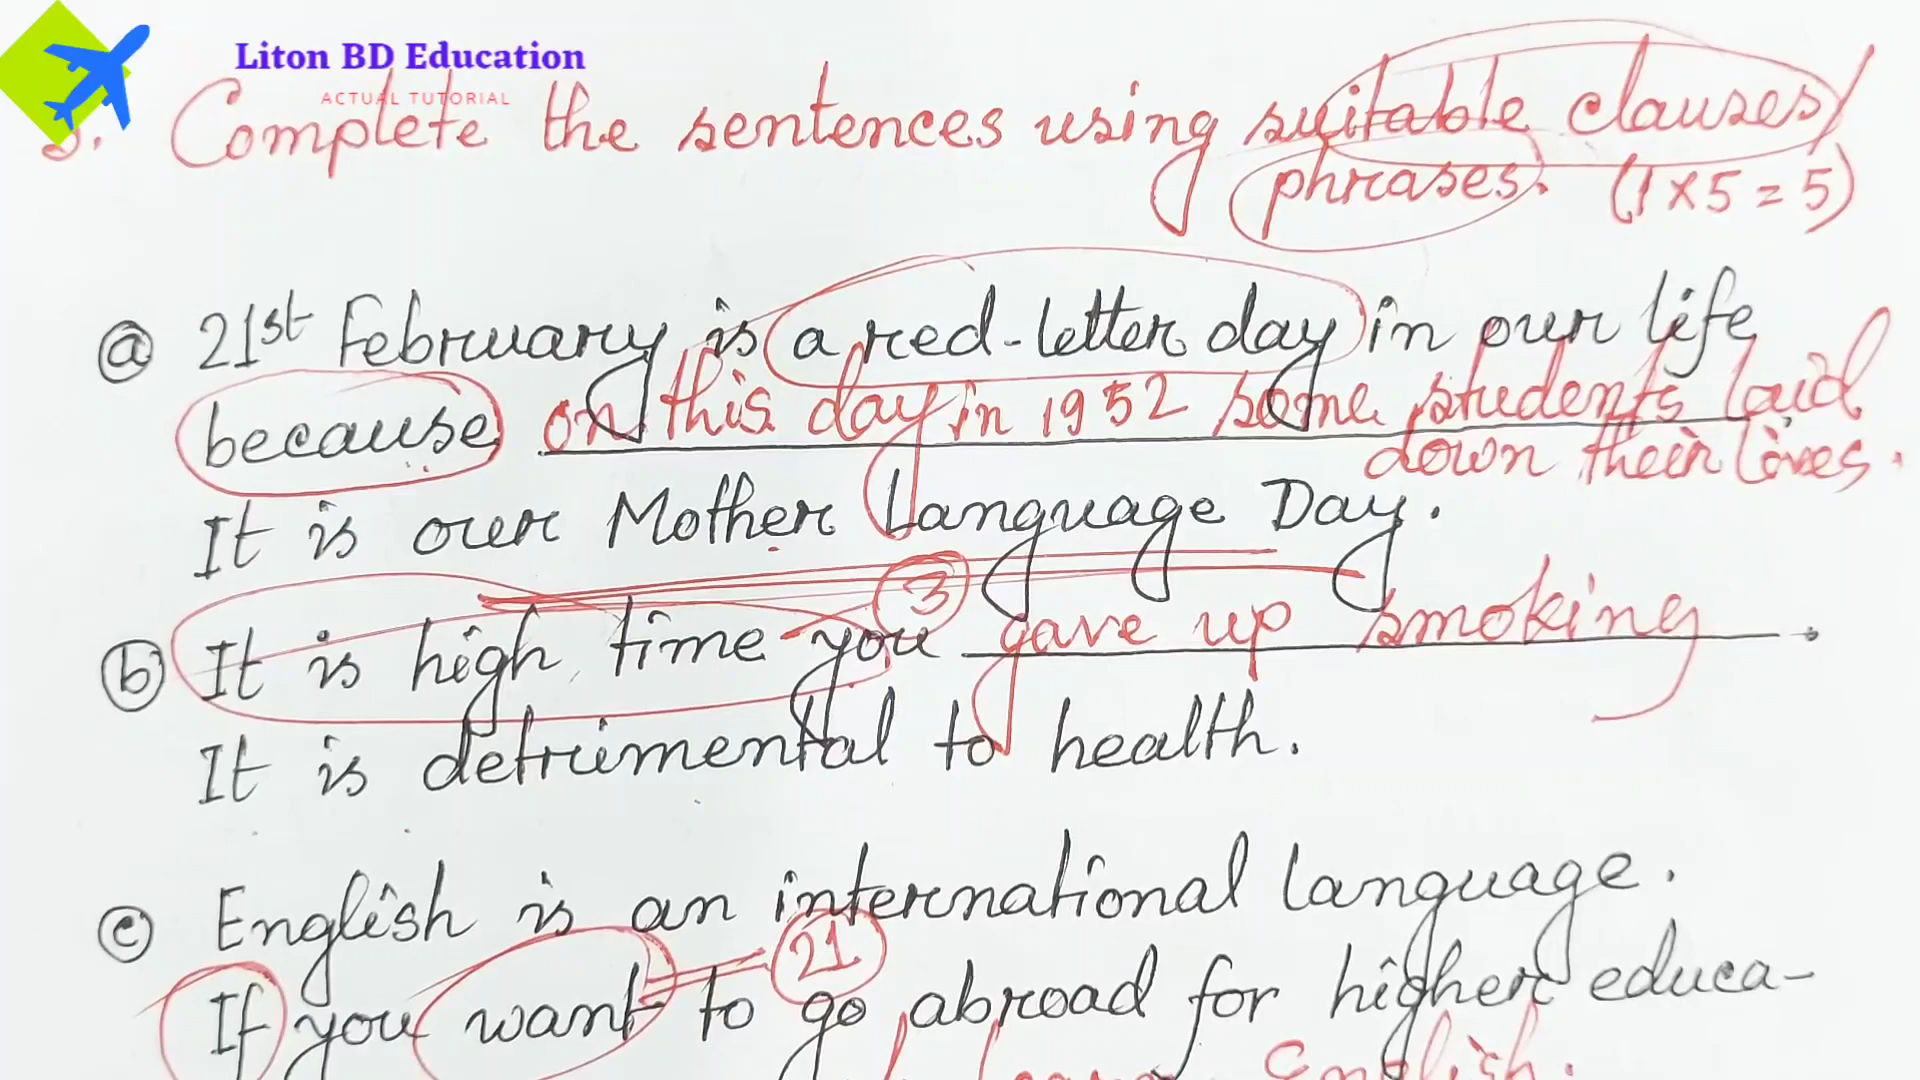 Liton BD Education
ACTUAL TUTORIAL
Complete the sentences using suitable clauses/
phrases. (1×5=5)
ⓐ 21st February is a red-letter day in our life
because on this day in 1952 some students laid
down their lives.
It is our Mother Language Day.
3
ⓑ It is high time you gave up smoking.
It is detrimental to health.
ⓒ English is an international language.
21
If you want to go abroad for higher educa-
learn English.